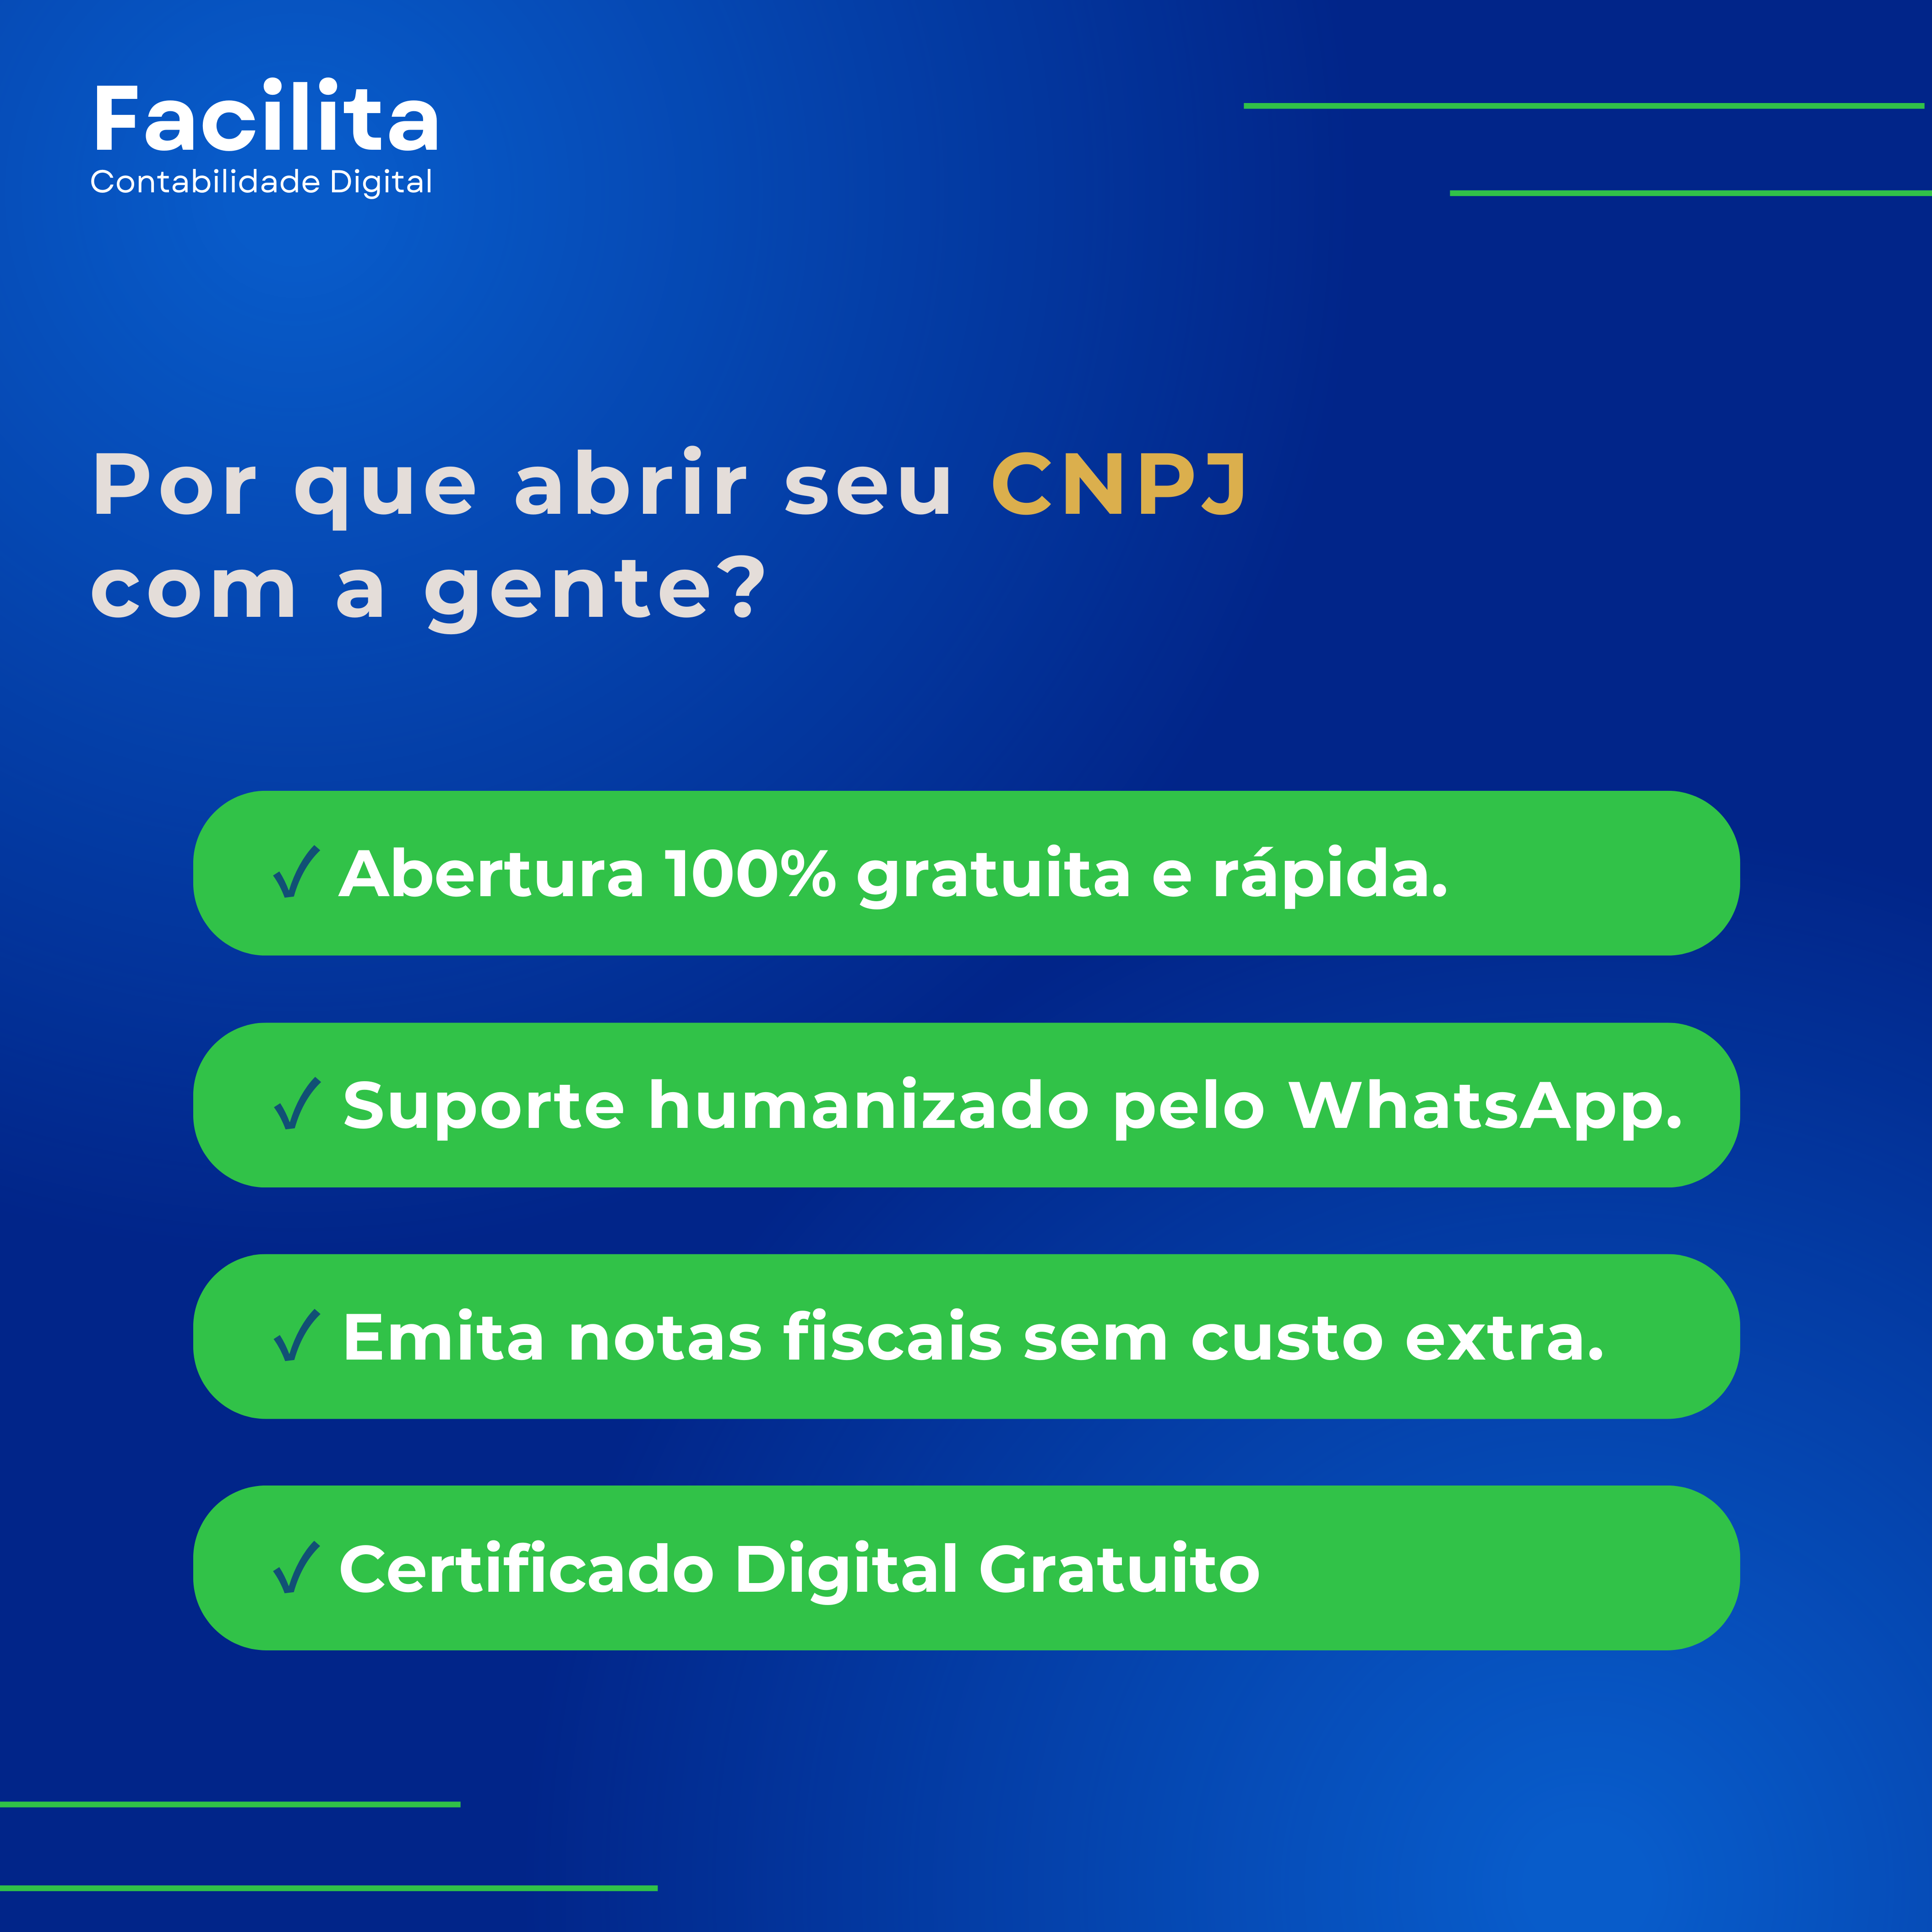 Facilita
Contabilidade Digital
Por que abrir seu CNPJ
com a gente?
✓ Abertura 100% gratuita e rápida.
✓ Suporte humanizado pelo WhatsApp.
✓ Emita notas fiscais sem custo extra.
✓ Certificado Digital Gratuito